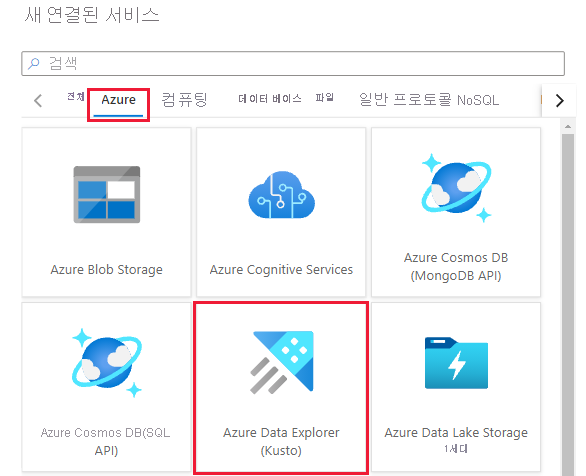 새 연결된 서비스
검색
전체 Azure 컴퓨팅 데이터 베이스 파일 일반 프로토콜 NoSQL
Azure Blob Storage
Azure Cognitive Services
Azure Cosmos DB
(MongoDB API)
Azure Cosmos DB(SQL
API)
Azure Data Explorer
(Kusto)
Azure Data Lake Storage
1세대